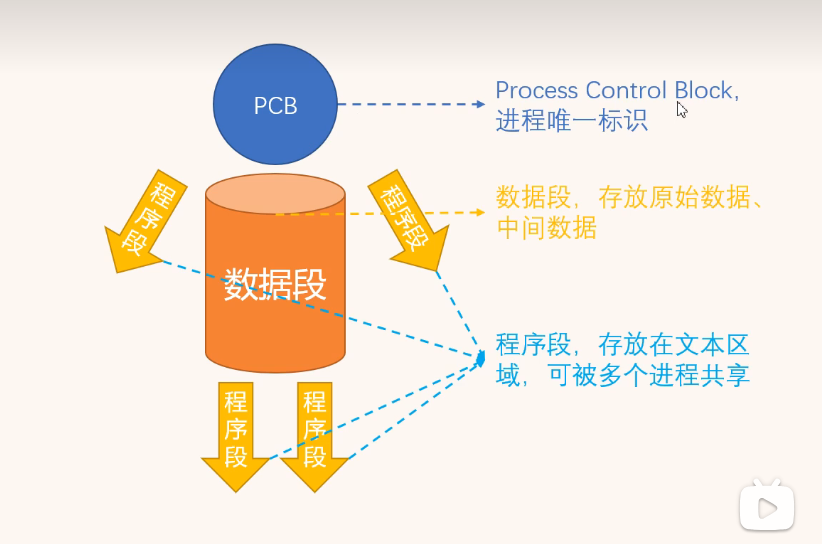 PCB
Process Control Block,
进程唯一标识
程序段
程序段
数据段，存放原始数据、
中间数据
数据段
程序段，存放在文本区
域，可被多个进程共享
程序段
程序段